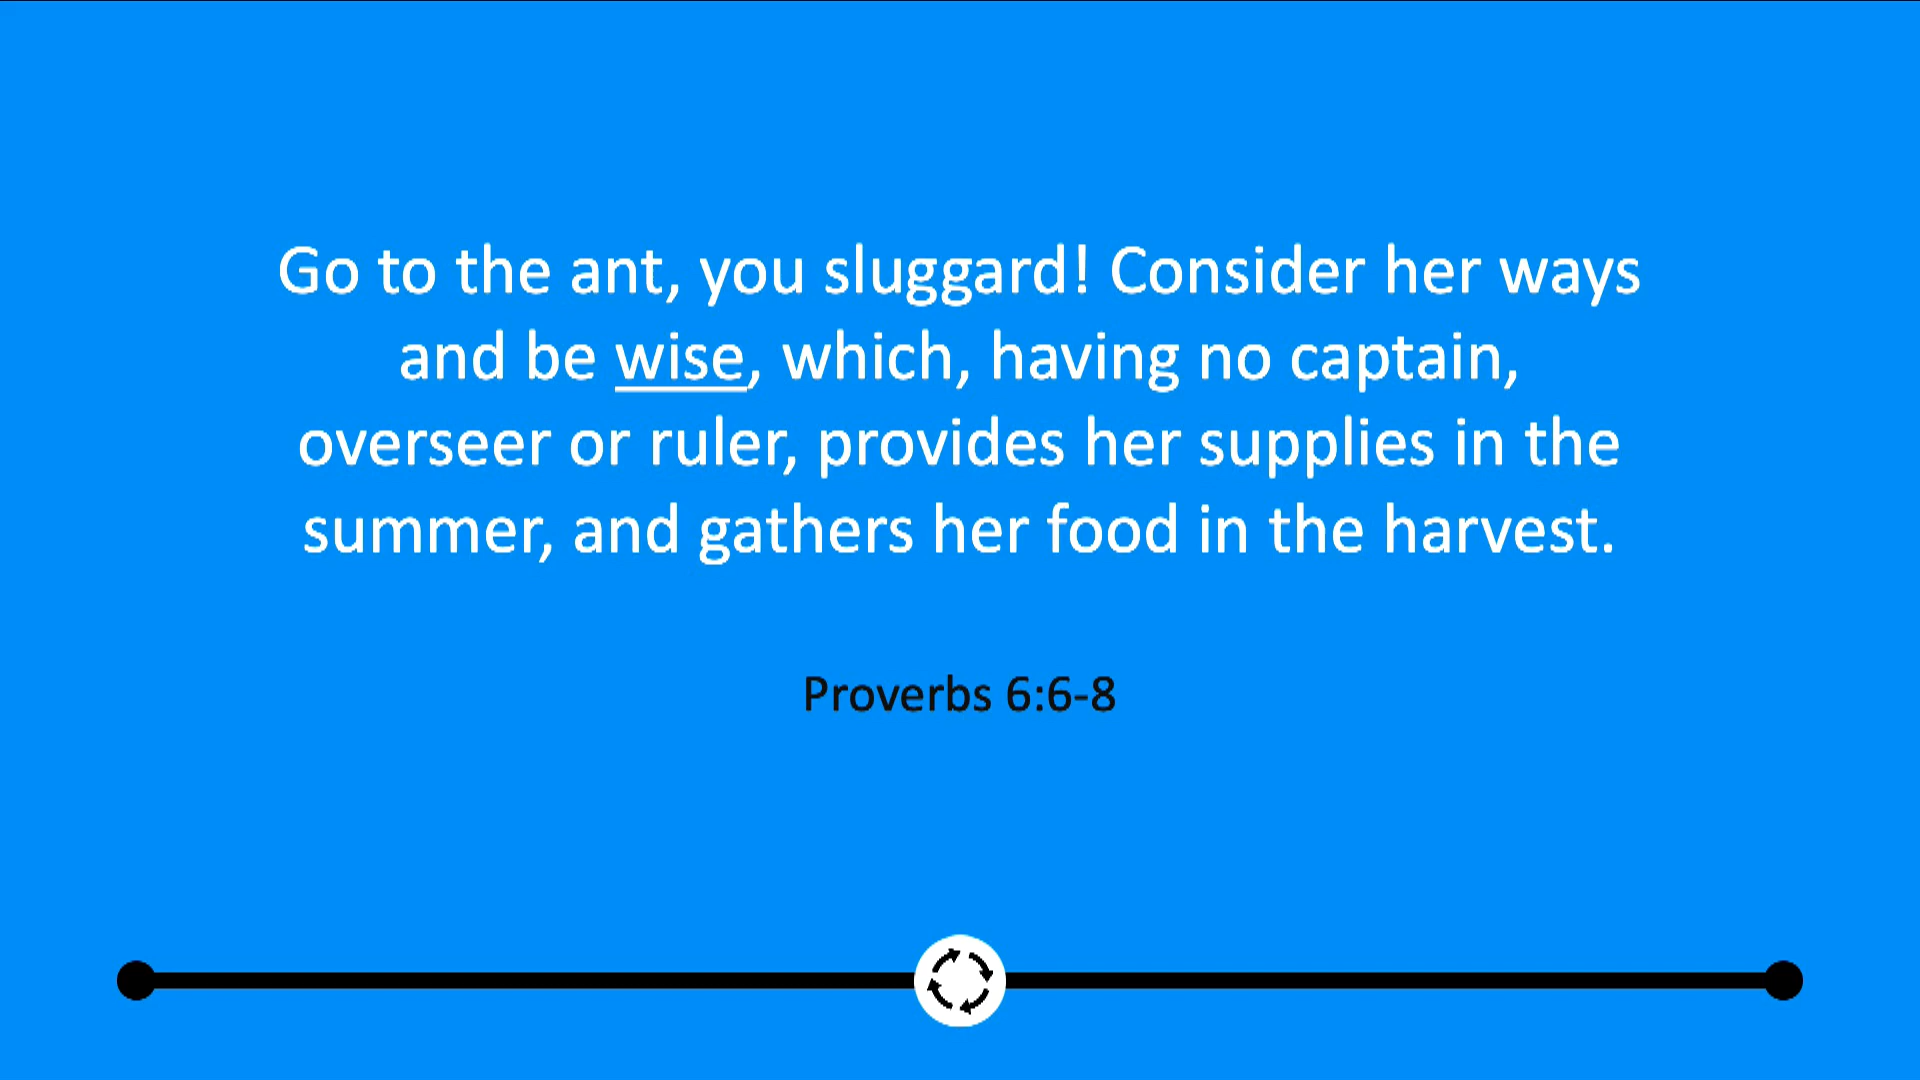 Go to the ant, you sluggard! Consider her ways
and be wise, which, having no captain,
overseer or ruler, provides her supplies in the
summer, and gathers her food in the harvest.
Proverbs 6:6-8